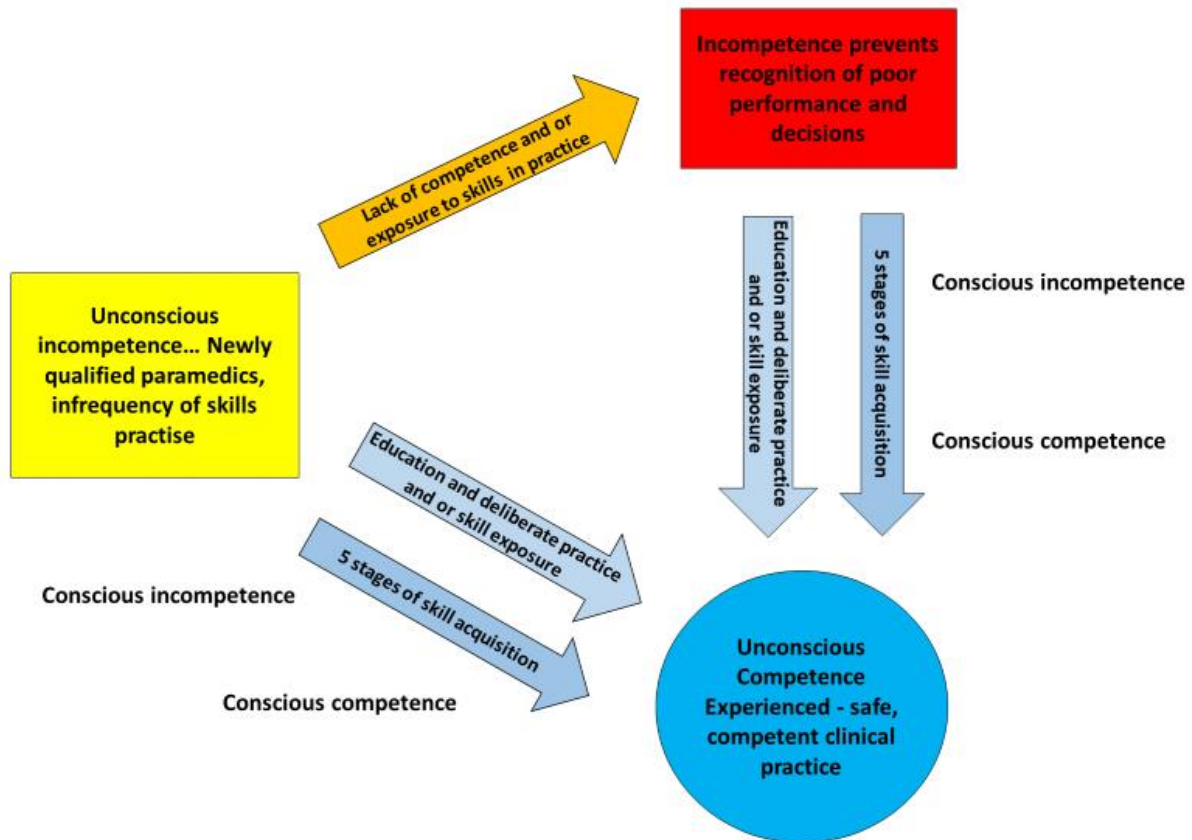 Incompetence prevents
recognition of poor
performance and
decisions
Lack of competence and or
exposure to skills in practice
Unconscious
incompetence... Newly
qualified paramedics,
infrequency of skills
practise
Education and deliberate practice
and or skill exposure
5 stages of skill acquisition
Conscious incompetence
Conscious competence
Education and deliberate practice
and or skill exposure
5 stages of skill acquisition
Conscious incompetence
Conscious competence
Unconscious
Competence
Experienced - safe,
competent clinical
practice